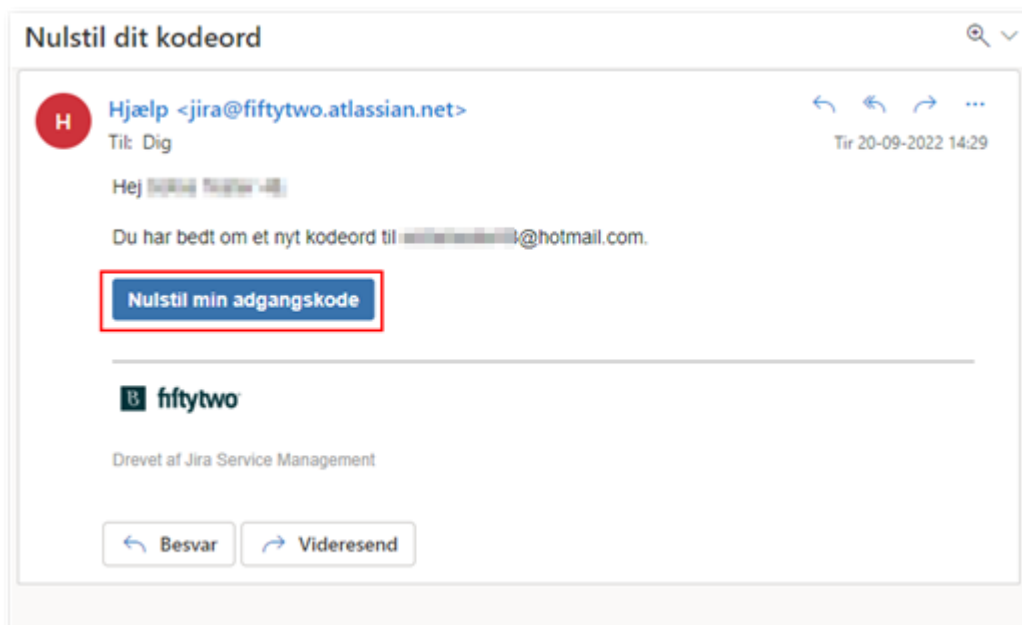 Nulstil dit kodeord
H
Hjælp <jira@fiftytwo.atlassian.net>
Til: Dig
Tir 20-09-2022 14:29
Hej
Du har bedt om et nyt kodeord til @hotmail.com.
Nulstil min adgangskode
fiftytwo
Drevet af Jira Service Management
Besvar
Videresend